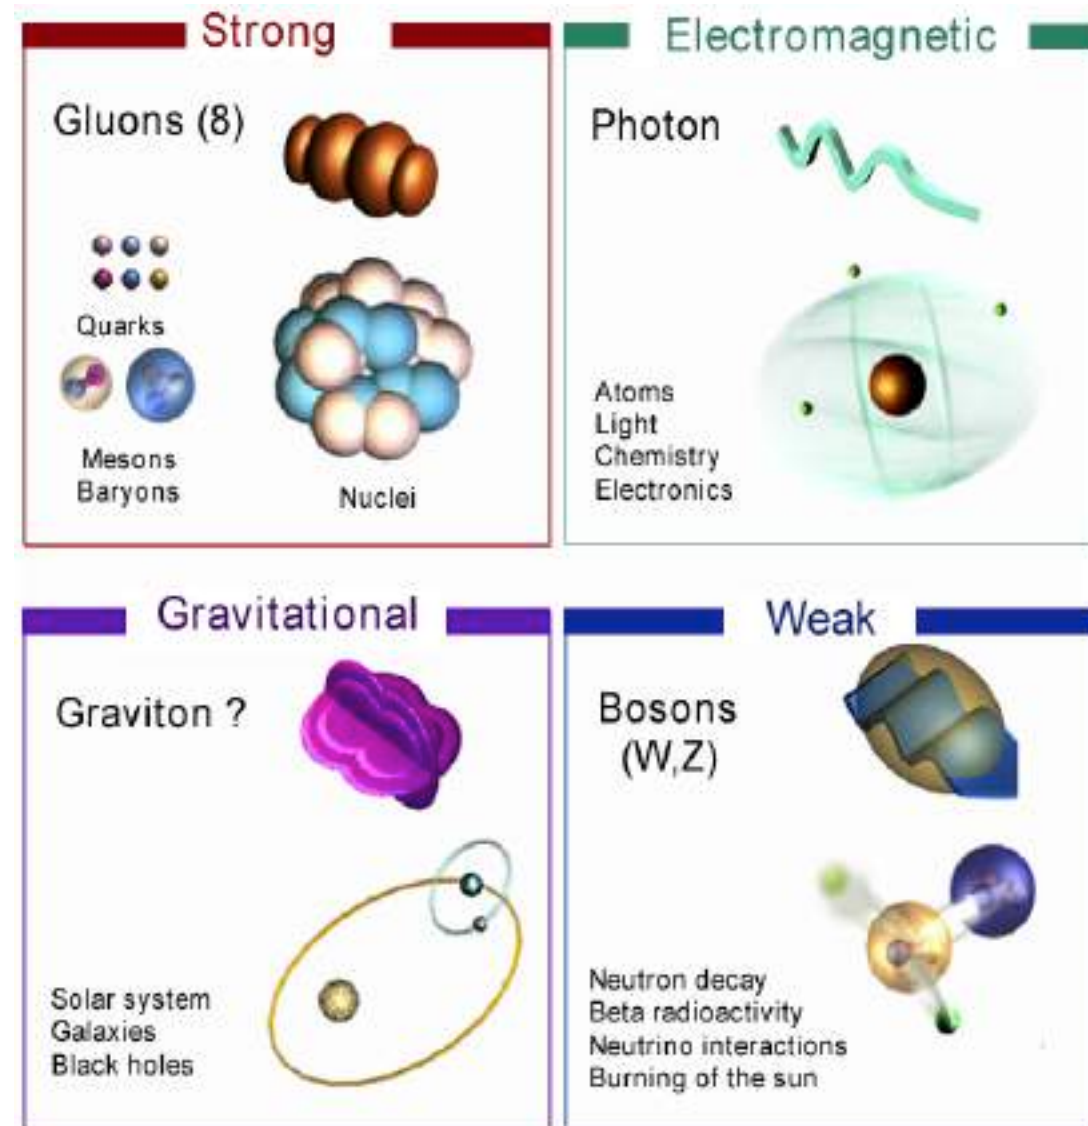 Strong
Gluons (8)
Quarks
Mesons
Baryons
Nuclei
Electromagnetic
Photon
Atoms
Light
Chemistry
Electronics
Gravitational
Graviton ?
Solar system
Galaxies
Black holes
Weak
Bosons
(W,Z)
Neutron decay
Beta radioactivity
Neutrino interactions
Burning of the sun